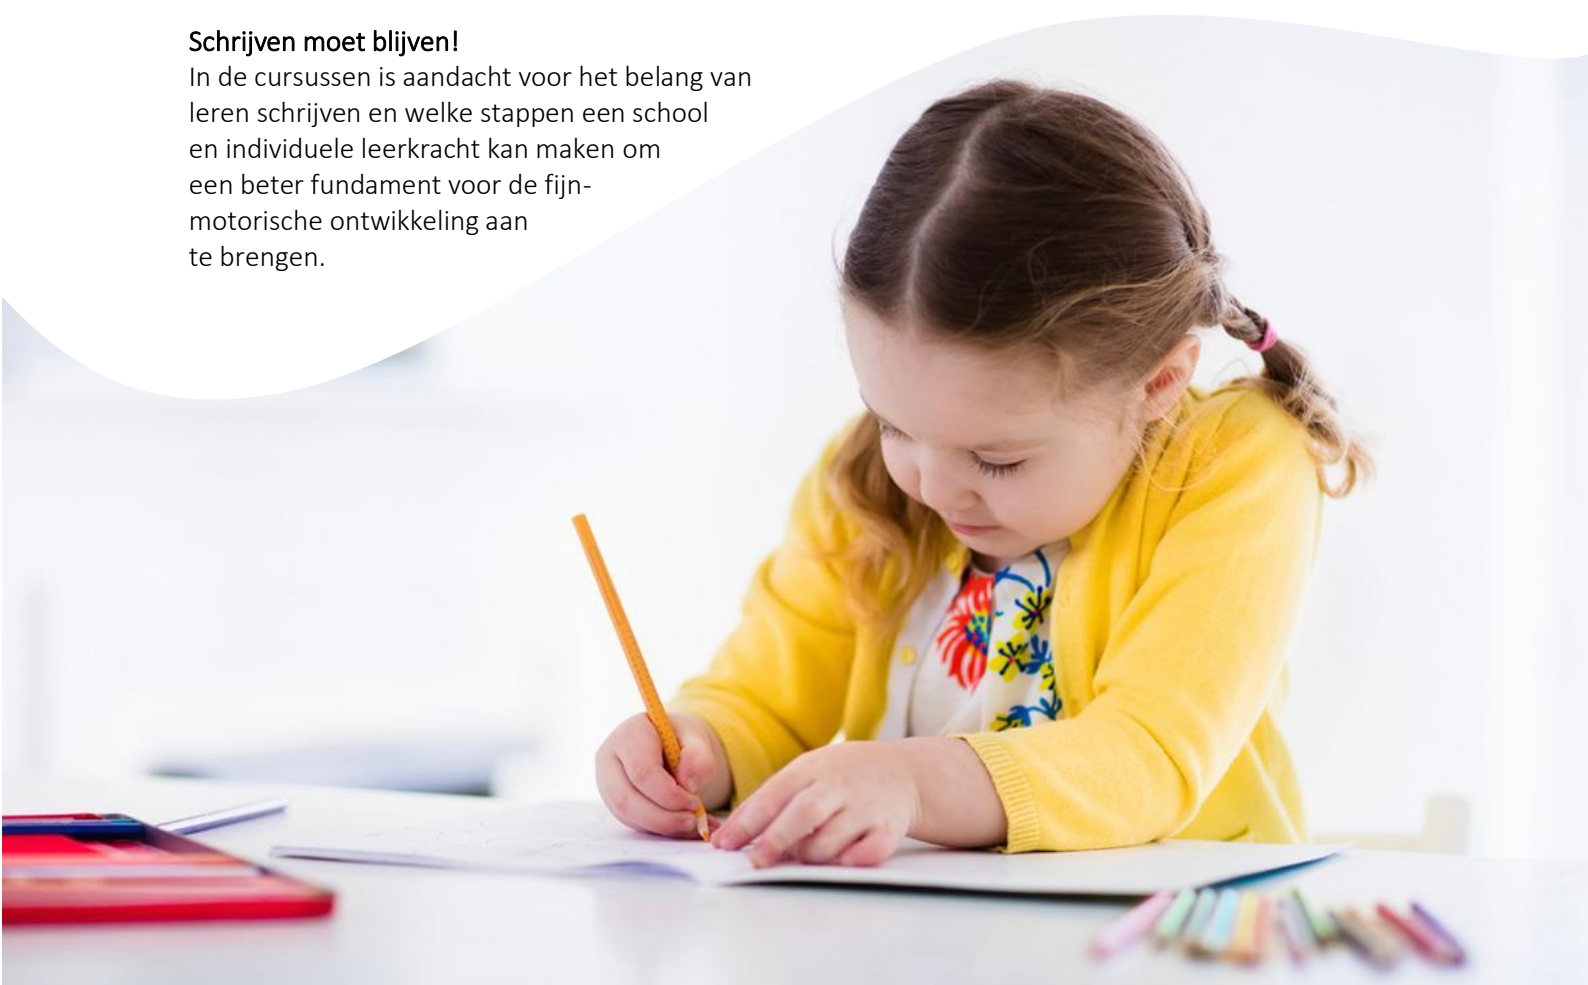 Schrijven moet blijven!
In de cursussen is aandacht voor het belang van
leren schrijven en welke stappen een school
en individuele leerkracht kan maken om
een beter fundament voor de fijn-
motorische ontwikkeling aan
te brengen.